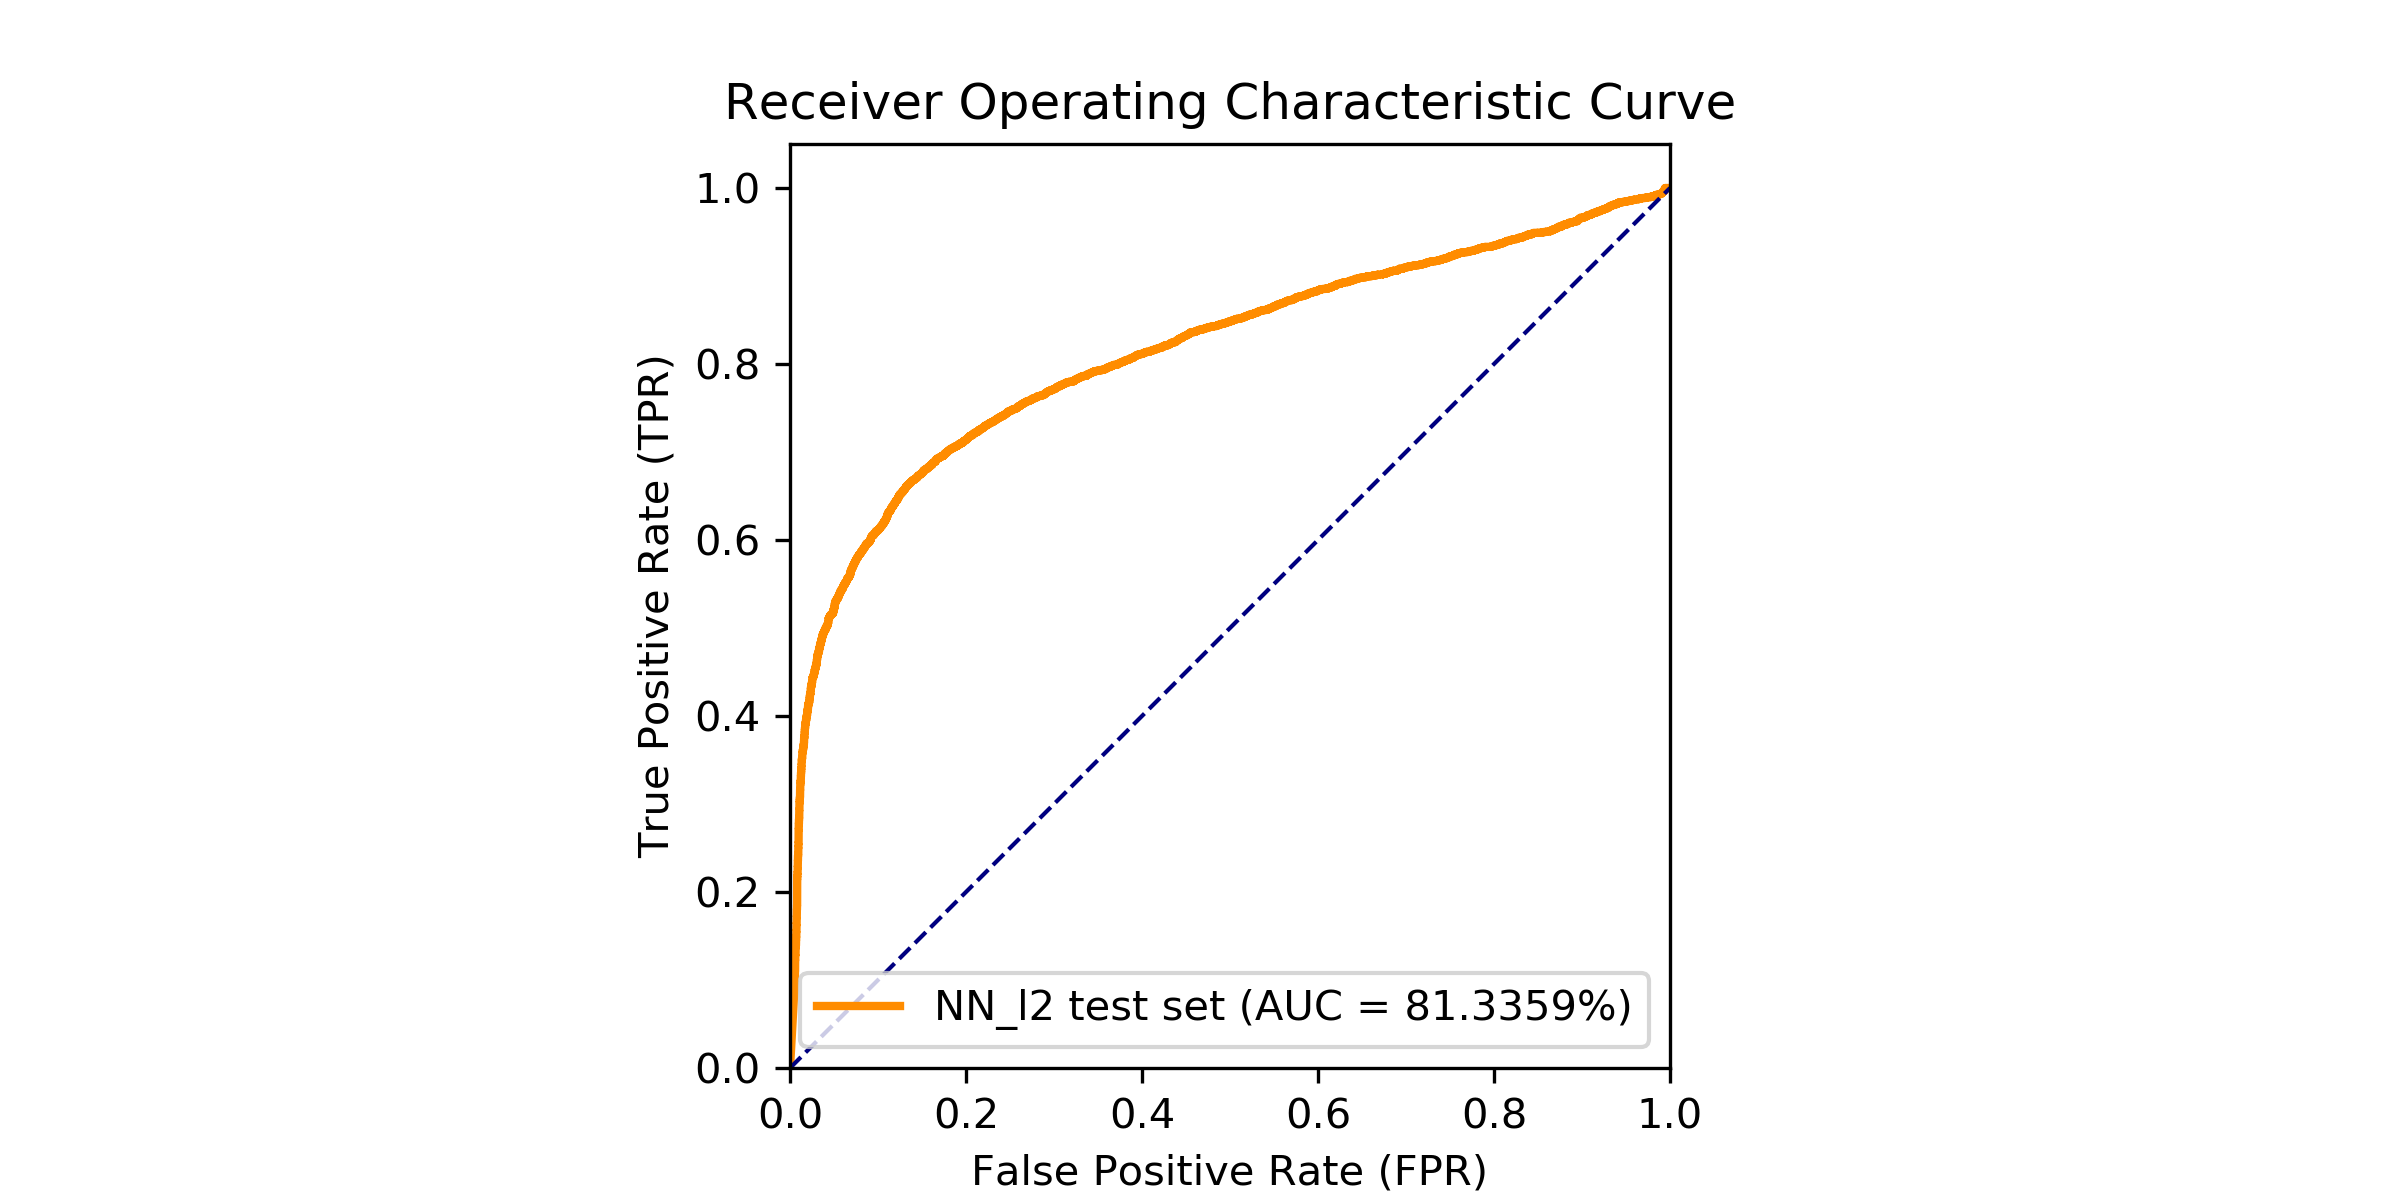 Receiver Operating Characteristic Curve
True Positive Rate (TPR)
1.0
0.8
0.6
0.4
0.2
0.0
NN_l2 test set (AUC = 81.3359%)
0.0 0.2 0.4 0.6 0.8 1.0
False Positive Rate (FPR)